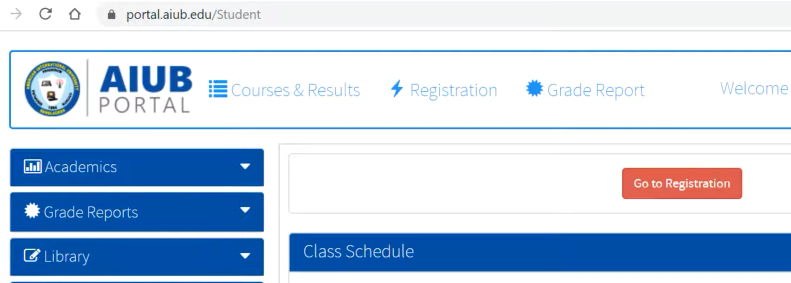 portal.aiub.edu/Student
AIUB
PORTAL
Courses & Results
Registration
Grade Report
Welcome
Academics
Grade Reports
Library
Go to Registration
Class Schedule